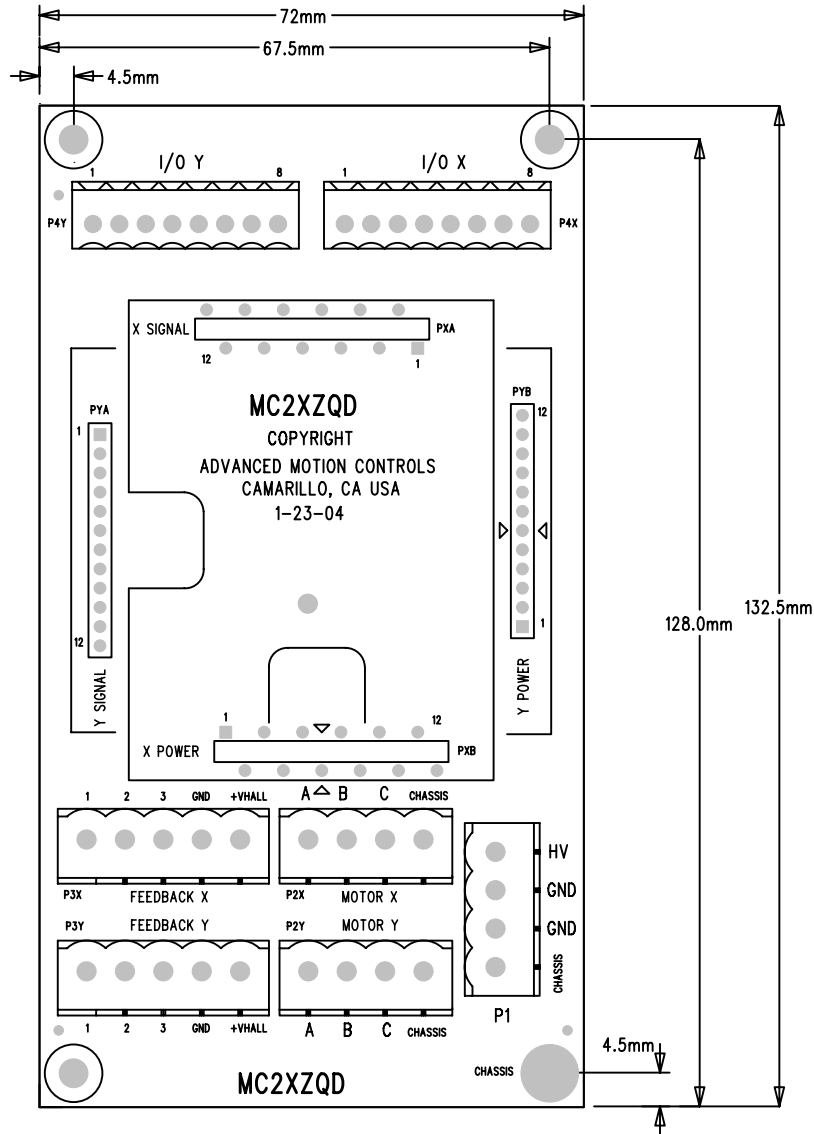 72mm
67.5mm
4.5mm
I/O Y
I/O X
1 8
1 8
P4Y
P4X
X SIGNAL
PXA
12 1
PYA
PYB
1
12
MC2XZQD
COPYRIGHT
ADVANCED MOTION CONTROLS
CAMARILLO, CA USA
1-23-04
132.5mm
128.0mm
12
1
Y SIGNAL
Y POWER
1 12
X POWER
PXB
1 2 3 GND +VHALL
A B C CHASSIS
HV
GND
GND
CHASSIS
P3X FEEDBACK X
P2X MOTOR X
P3Y FEEDBACK Y
P2Y MOTOR Y
1 2 3 GND +VHALL
A B C CHASSIS
P1
4.5mm
CHASSIS
MC2XZQD